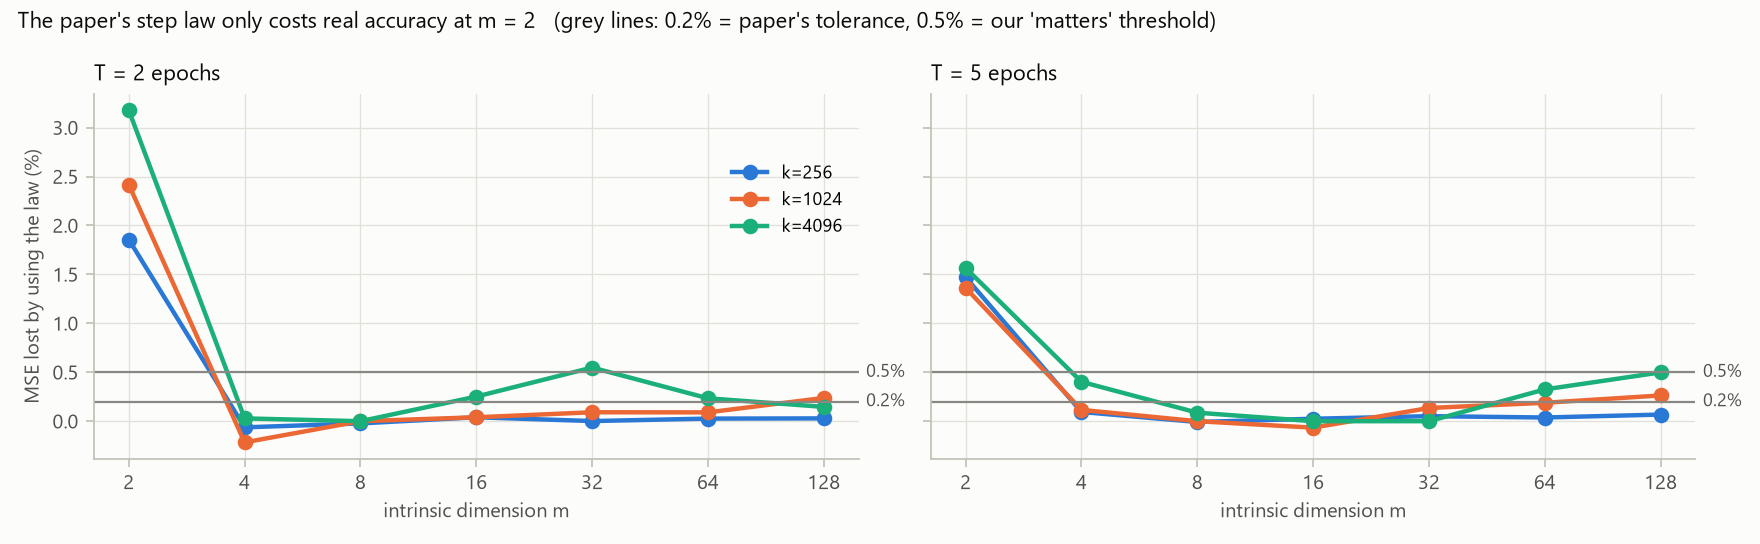 The paper's step law only costs real accuracy at m = 2   (grey lines: 0.2% = paper's tolerance, 0.5% = our 'matters' threshold)
T = 2 epochs
MSE lost by using the law (%)
3.0
2.5
2.0
1.5
1.0
0.5
0.0
k=256
k=1024
k=4096
0.5%
0.2%
2 4 8 16 32 64 128
intrinsic dimension m
T = 5 epochs
0.5%
0.2%
2 4 8 16 32 64 128
intrinsic dimension m